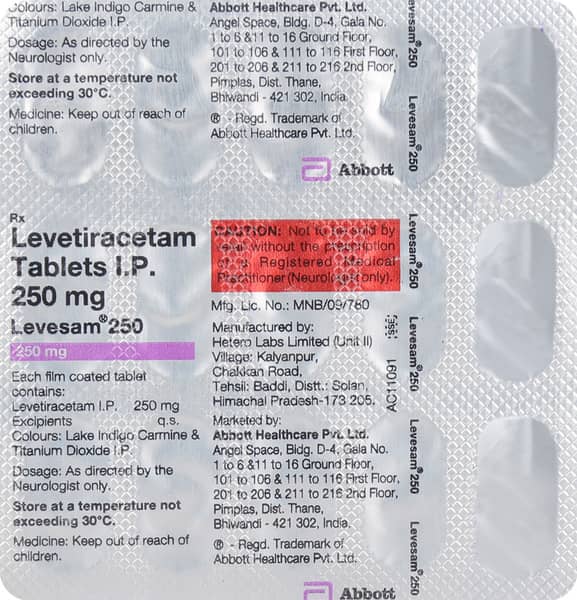 Colours: Lake Indigo Carmine &
Titanium Dioxide I.P.
Dosage: As directed by the
Neurologist only.
Store at a temperature not
exceeding 30°C.
Medicine: Keep out of reach of
children.
Abbott Healthcare Pvt. Ltd.
Angel Space, Bldg. D-4, Gala No.
1 to 6 &11 to 16 Ground Floor,
101 to 106 & 111 to 116 First Floor,
201 to 206 & 211 to 216 2nd Floor,
Pimplas, Dist. Thane,
Bhiwandi - 421 302, India.
® - Regd. Trademark of
Abbott Healthcare Pvt. Ltd.
Abbott
Rx
Levetiracetam
Tablets I.P.
250 mg
Levesam®250
250 mg
Each film coated tablet
contains:
Levetiracetam I.P. 250 mg
Excipients q.s.
Colours: Lake Indigo Carmine &
Titanium Dioxide I.P.
Dosage: As directed by the
Neurologist only.
Store at a temperature not
exceeding 30°C.
Medicine: Keep out of reach of
children.
CAUTION: Not to be sold by
retail without the prescription
of a Registered Medical
Practitioner (Neurologist only).
Mfg. Lic. No.: MNB/09/780
Manufactured by:
Hetero Labs Limited (Unit II)
Village: Kalyanpur,
Chakkan Road,
Tehsil: Baddi, Distt.: Solan,
Himachal Pradesh-173 205.
Marketed by:
Abbott Healthcare Pvt. Ltd.
Angel Space, Bldg. D-4, Gala No.
1 to 6 &11 to 16 Ground Floor,
101 to 106 & 111 to 116 First Floor,
201 to 206 & 211 to 216 2nd Floor,
Pimplas, Dist. Thane,
Bhiwandi - 421 302, India.
® - Regd. Trademark of
Abbott Healthcare Pvt. Ltd.
Abbott
Levesam®250
Levesam®250
Levesam®250
Levesam®250
Levesam®250
Levesam®250